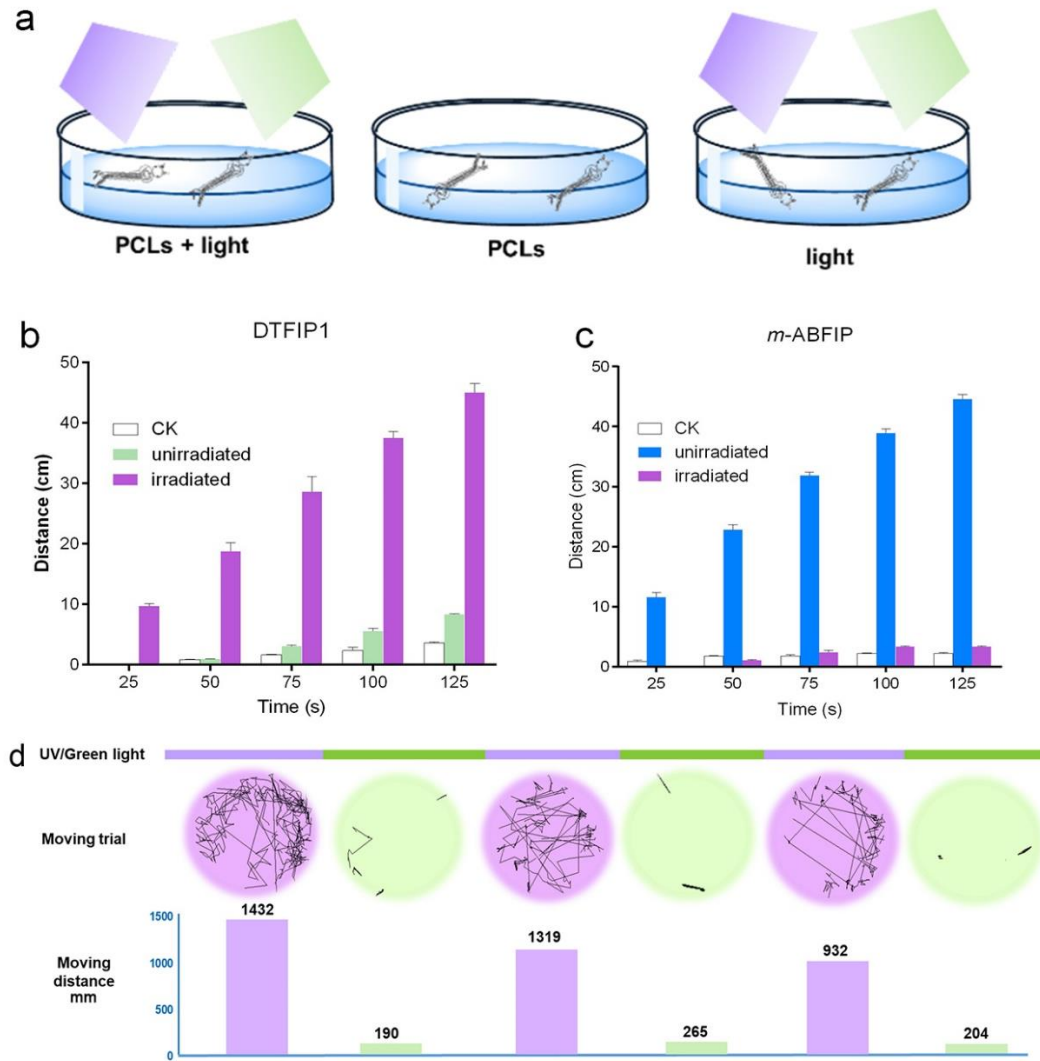 a
PCLs + light
PCLs
light
b
DTFIP1
50
40
30
20
10
0
Distance (cm)
CK
unirradiated
irradiated
25 50 75 100 125
Time (s)
c
m-ABFIP
50
40
30
20
10
0
Distance (cm)
CK
unirradiated
irradiated
25 50 75 100 125
Time (s)
d
UV/Green light
Moving trial
Moving
distance
mm
1500
1000
500
0
1432
190
1319
265
932
204